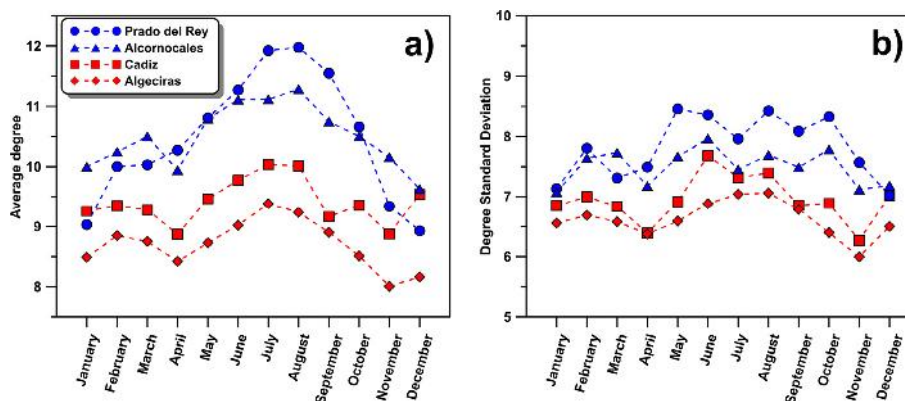 Prado del Rey
Alcornocales
Cadiz
Algeciras
a)
Average degree
12
11
10
9
8
January
February
March
April
May
June
July
August
September
October
November
December
b)
Degree Standard Deviation
10
9
8
7
6
5
January
February
March
April
May
June
July
August
September
October
November
December